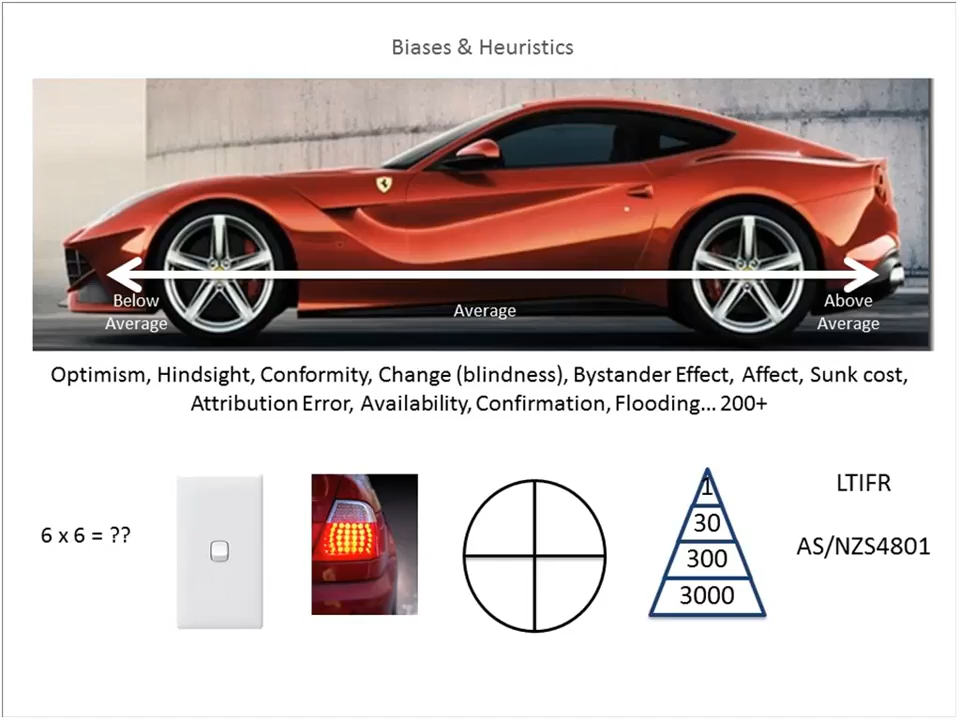 Biases & Heuristics
Below
Average
Average
Above
Average
Optimism, Hindsight, Conformity, Change (blindness), Bystander Effect, Affect, Sunk cost,
Attribution Error, Availability, Confirmation, Flooding... 200+
6 x 6 = ??
1
30
300
3000
LTIFR
AS/NZS4801